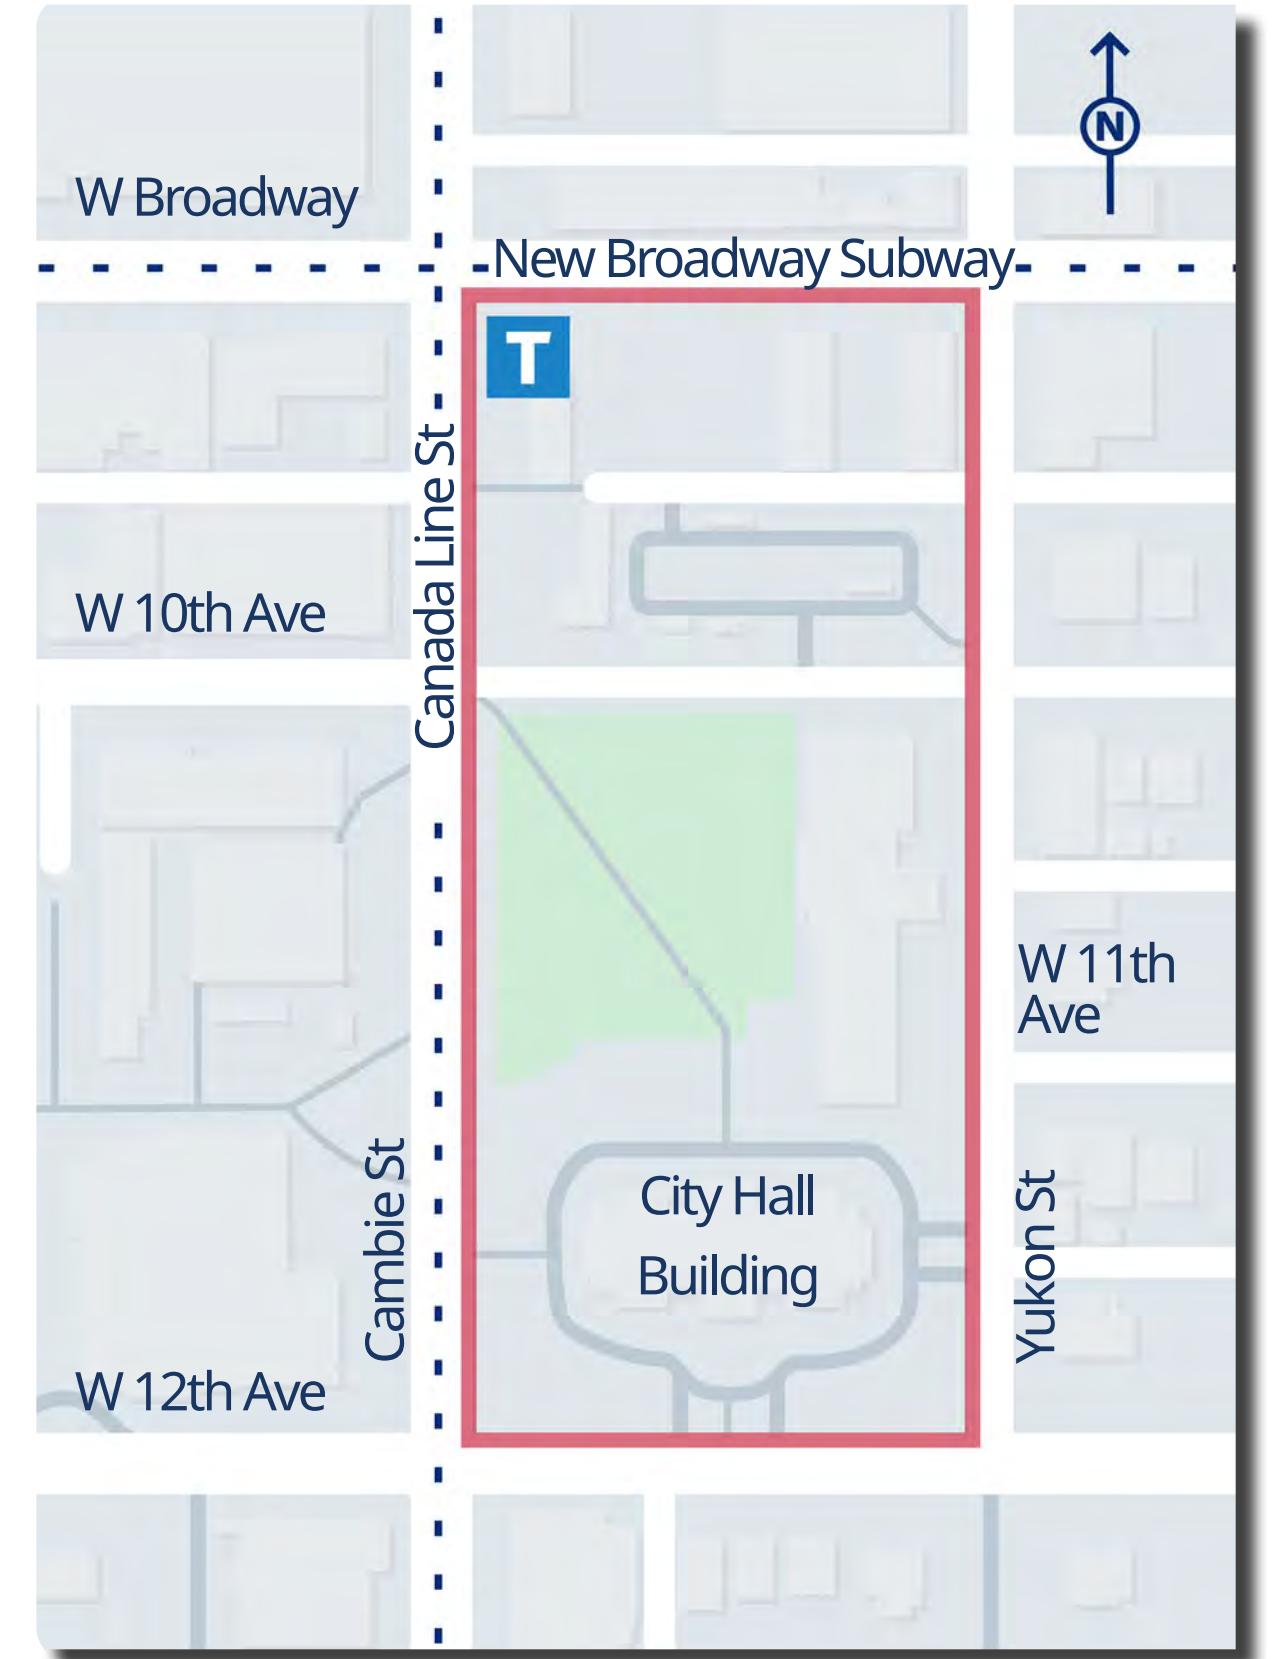 N
W Broadway
New Broadway Subway
T
Canada Line St
W 10th Ave
W 11th
Ave
Cambie St
City Hall
Building
Yukon St
W 12th Ave